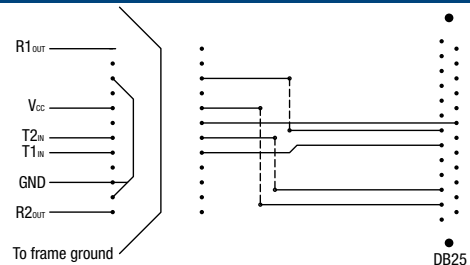 R1OUT
VCC
T2IN
T1IN
GND
R2OUT
To frame ground
DB25